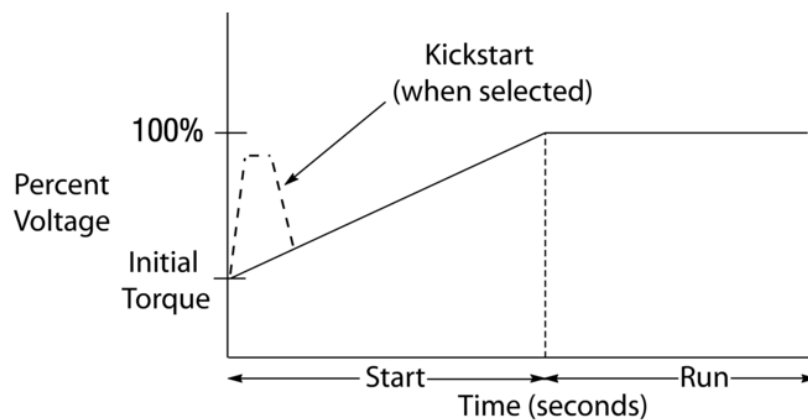 Kickstart
(when selected)
100%
Percent
Voltage
Initial
Torque
Start
Run
Time (seconds)